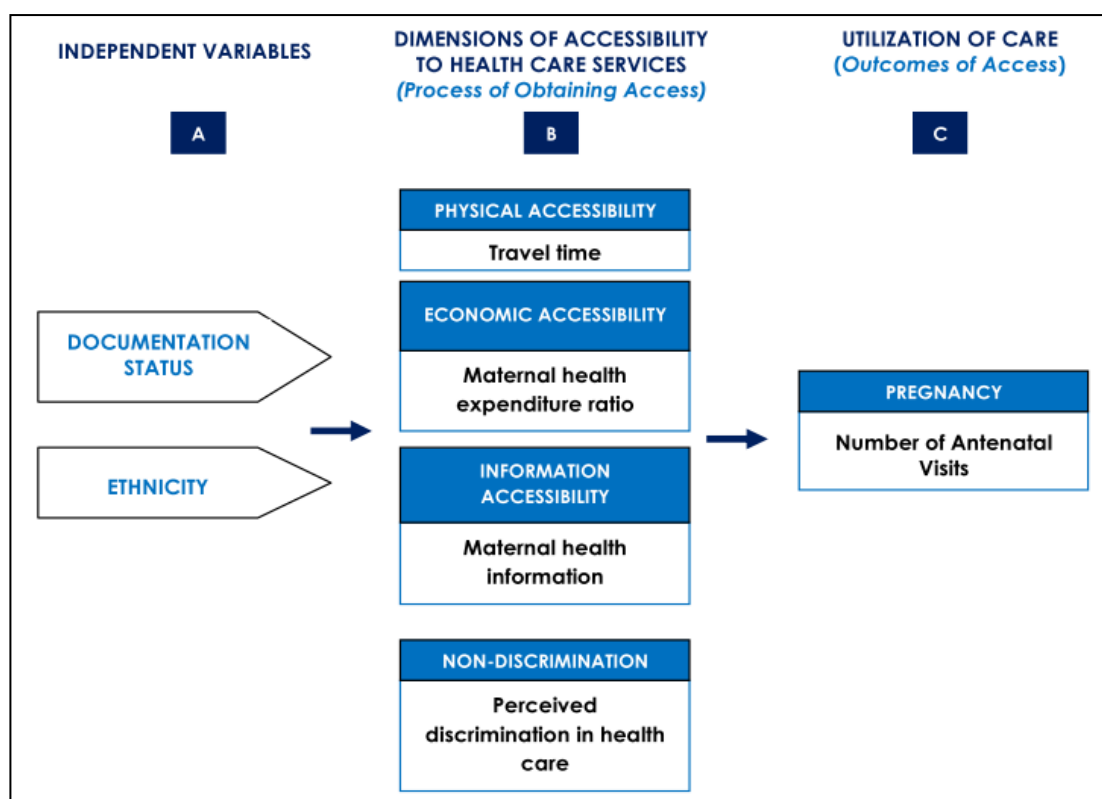 INDEPENDENT VARIABLES
A
DOCUMENTATION
STATUS
ETHNICITY
DIMENSIONS OF ACCESSIBILITY
TO HEALTH CARE SERVICES
(Process of Obtaining Access)
B
PHYSICAL ACCESSIBILITY
Travel time
ECONOMIC ACCESSIBILITY
Maternal health
expenditure ratio
INFORMATION
ACCESSIBILITY
Maternal health
information
NON-DISCRIMINATION
Perceived
discrimination in health
care
UTILIZATION OF CARE
(Outcomes of Access)
C
PREGNANCY
Number of Antenatal
Visits